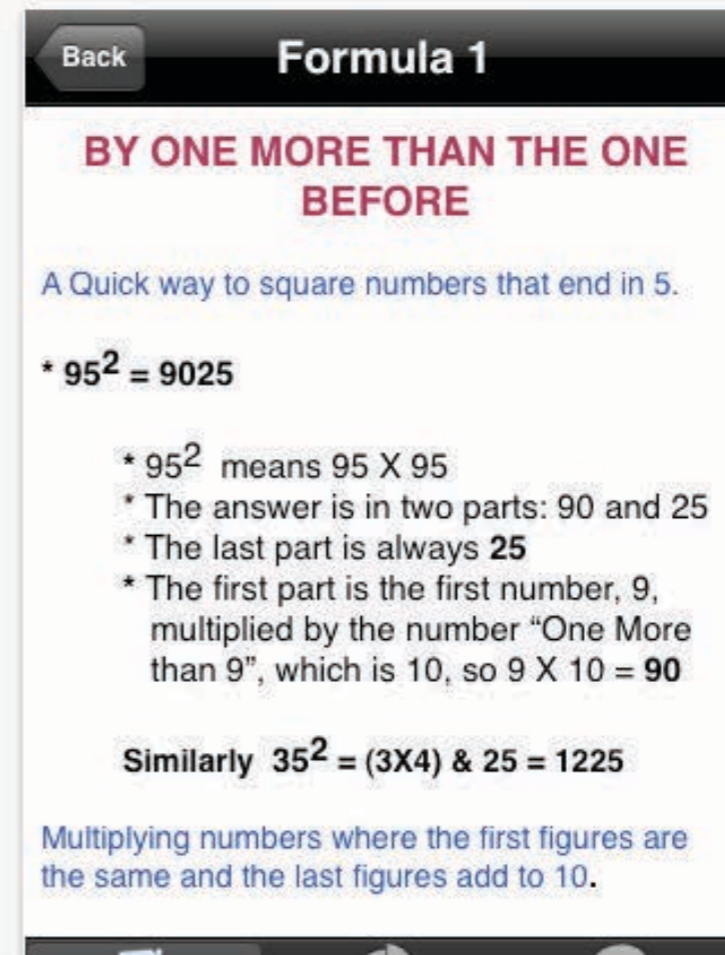 Back
Formula 1
BY ONE MORE THAN THE ONE
BEFORE
A Quick way to square numbers that end in 5.
* 95² = 9025
* 95² means 95 X 95
* The answer is in two parts: 90 and 25
* The last part is always 25
* The first part is the first number, 9,
multiplied by the number “One More
than 9”, which is 10, so 9 X 10 = 90
Similarly 35² = (3X4) & 25 = 1225
Multiplying numbers where the first figures are
the same and the last figures add to 10.